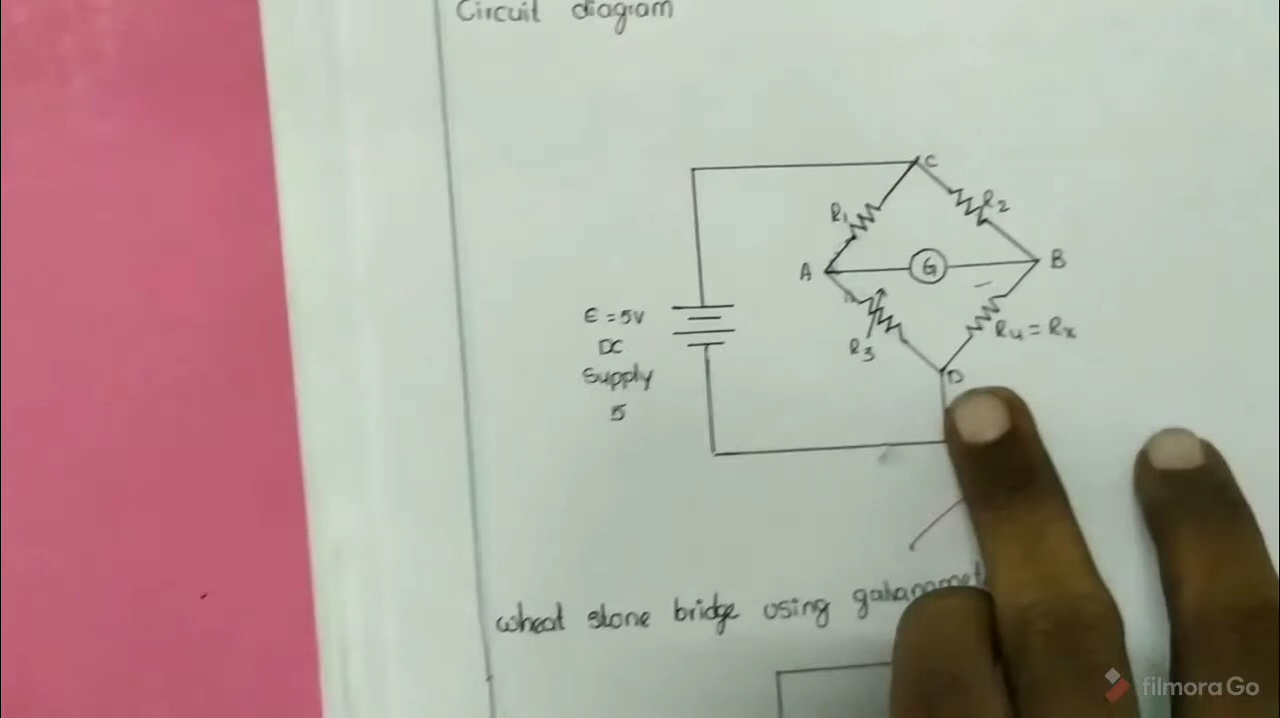 Circuit diagram
C
R1
R2
A
G
B
E = 5V
DC
Supply
5
R3
R4 = Rx
D
wheat stone bridge using
filmora Go